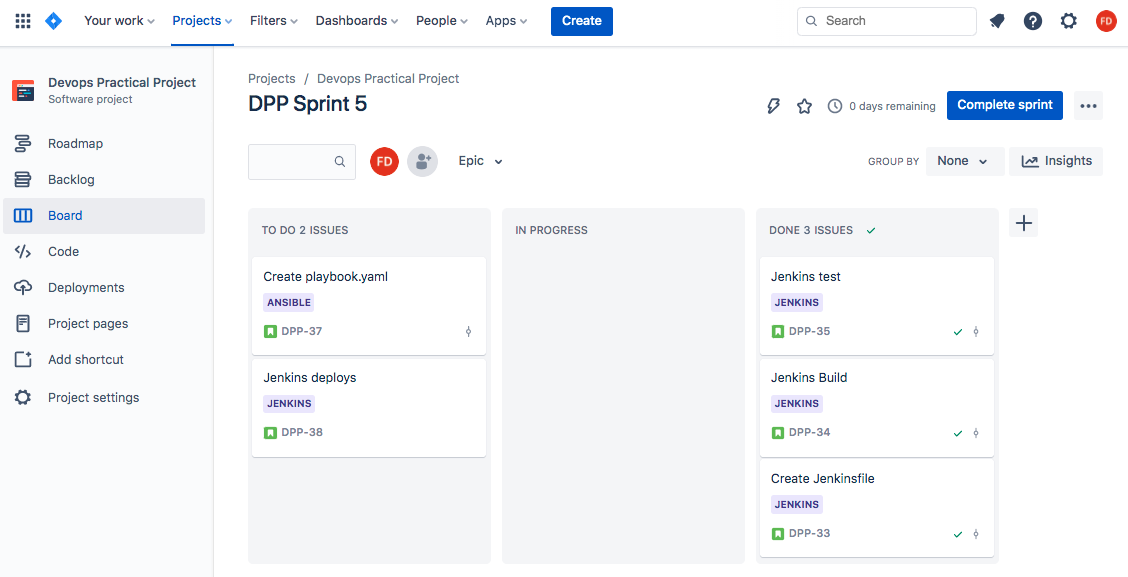 Your work Projects Filters Dashboards People Apps Create Search FD
Devops Practical Project
Software project
Roadmap
Backlog
Board
Code
Deployments
Project pages
Add shortcut
Project settings
Projects / Devops Practical Project
DPP Sprint 5
0 days remaining Complete sprint
FD Epic GROUP BY None Insights
TO DO 2 ISSUES
Create playbook.yaml
ANSIBLE
DPP-37
Jenkins deploys
JENKINS
DPP-38
IN PROGRESS
DONE 3 ISSUES
Jenkins test
JENKINS
DPP-35
Jenkins Build
JENKINS
DPP-34
Create Jenkinsfile
JENKINS
DPP-33